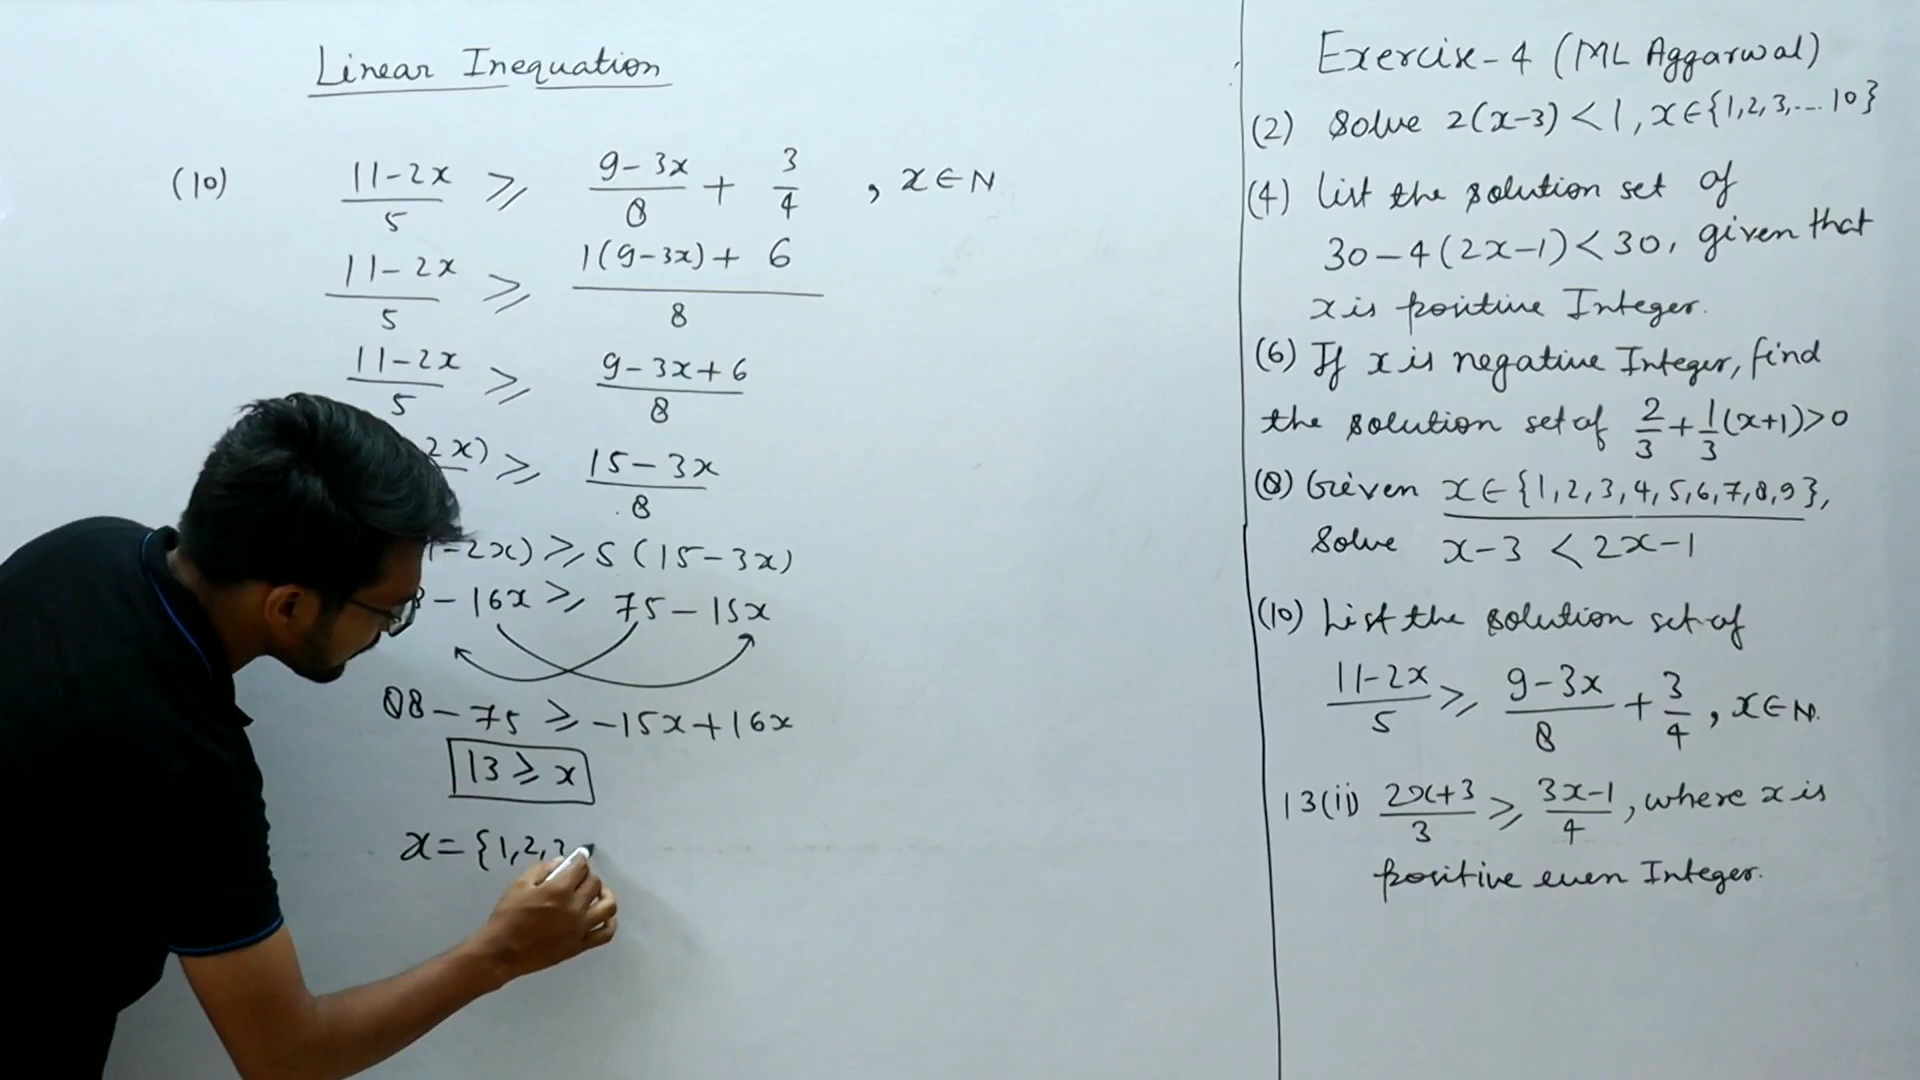 Linear Inequation
(10) 11-2x/5 ⩾ 9-3x/8 + 3/4 , x∈N
11-2x/5 ⩾ 1(9-3x)+ 6/8
11-2x/5 ⩾ 9-3x+6/8
2x) ⩾ 15-3x/8
-2x) ⩾ 5(15-3x)
8-16x ⩾ 75-15x
88-75 ⩾ -15x+16x
13 ⩾ x
x={1,2,3,
Exercise-4 (ML Aggarwal)
(2) Solve 2(x-3)<1, x∈{1,2,3,....10}
(4) List the solution set of
30-4(2x-1)<30, given that
x is positive Integer.
(6) If x is negative Integer, find
the solution set of 2/3+1/3(x+1)>0
(8) Given x∈{1,2,3,4,5,6,7,8,9},
Solve x-3 <2x-1
(10) List the solution set of
11-2x/5 ⩾ 9-3x/8 + 3/4, x∈N.
13(ii) 2x+3/3 ⩾ 3x-1/4, where x is
positive even Integer.